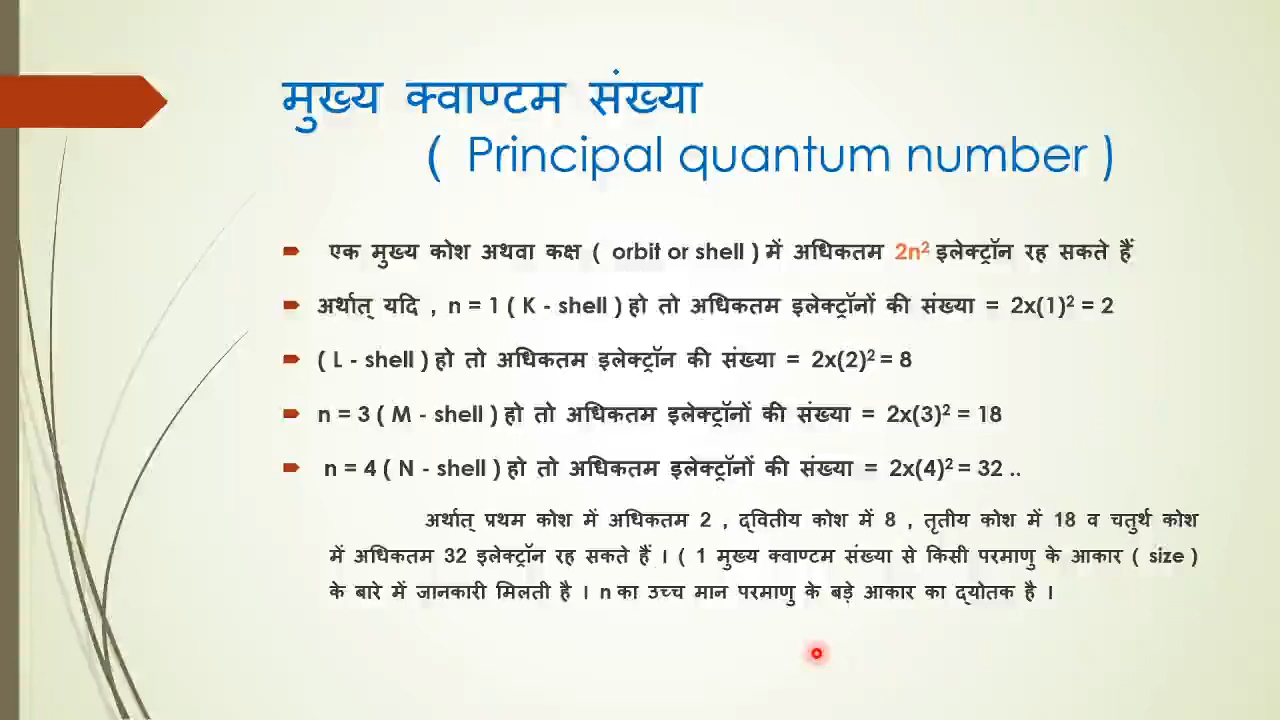 मुख्य क्वाण्टम संख्या
( Principal quantum number )
एक मुख्य कोश अथवा कक्ष ( orbit or shell ) में अधिकतम 2n² इलेक्ट्रॉन रह सकते हैं
अर्थात् यदि , n = 1 ( K - shell ) हो तो अधिकतम इलेक्ट्रॉनों की संख्या = 2x(1)² = 2
( L - shell ) हो तो अधिकतम इलेक्ट्रॉन की संख्या = 2x(2)² = 8
n = 3 ( M - shell ) हो तो अधिकतम इलेक्ट्रॉनों की संख्या = 2x(3)² = 18
n = 4 ( N - shell ) हो तो अधिकतम इलेक्ट्रॉनों की संख्या = 2x(4)² = 32 ..
अर्थात् प्रथम कोश में अधिकतम 2 , द्वितीय कोश में 8 , तृतीय कोश में 18 व चतुर्थ कोश
में अधिकतम 32 इलेक्ट्रॉन रह सकते हैं । ( 1 मुख्य क्वाण्टम संख्या से किसी परमाणु के आकार ( size )
के बारे में जानकारी मिलती है । n का उच्च मान परमाणु के बड़े आकार का द्योतक है ।